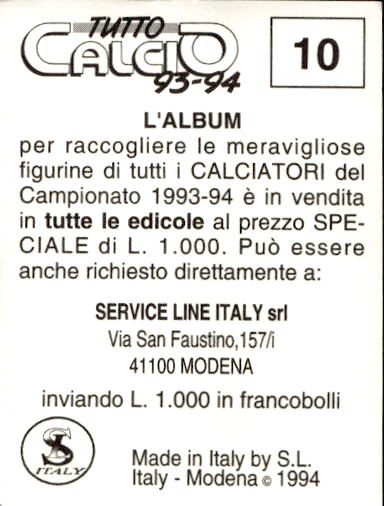 TUTTO
CALCIO
93-94
10
L'ALBUM
per raccogliere le meravigliose
figurine di tutti i CALCIATORI del
Campionato 1993-94 è in vendita
in tutte le edicole al prezzo SPE-
CIALE di L. 1.000. Può essere
anche richiesto direttamente a:
SERVICE LINE ITALY srl
Via San Faustino,157/i
41100 MODENA
inviando L. 1.000 in francobolli
SL
ITALY
Made in Italy by S.L.
Italy - Modena © 1994